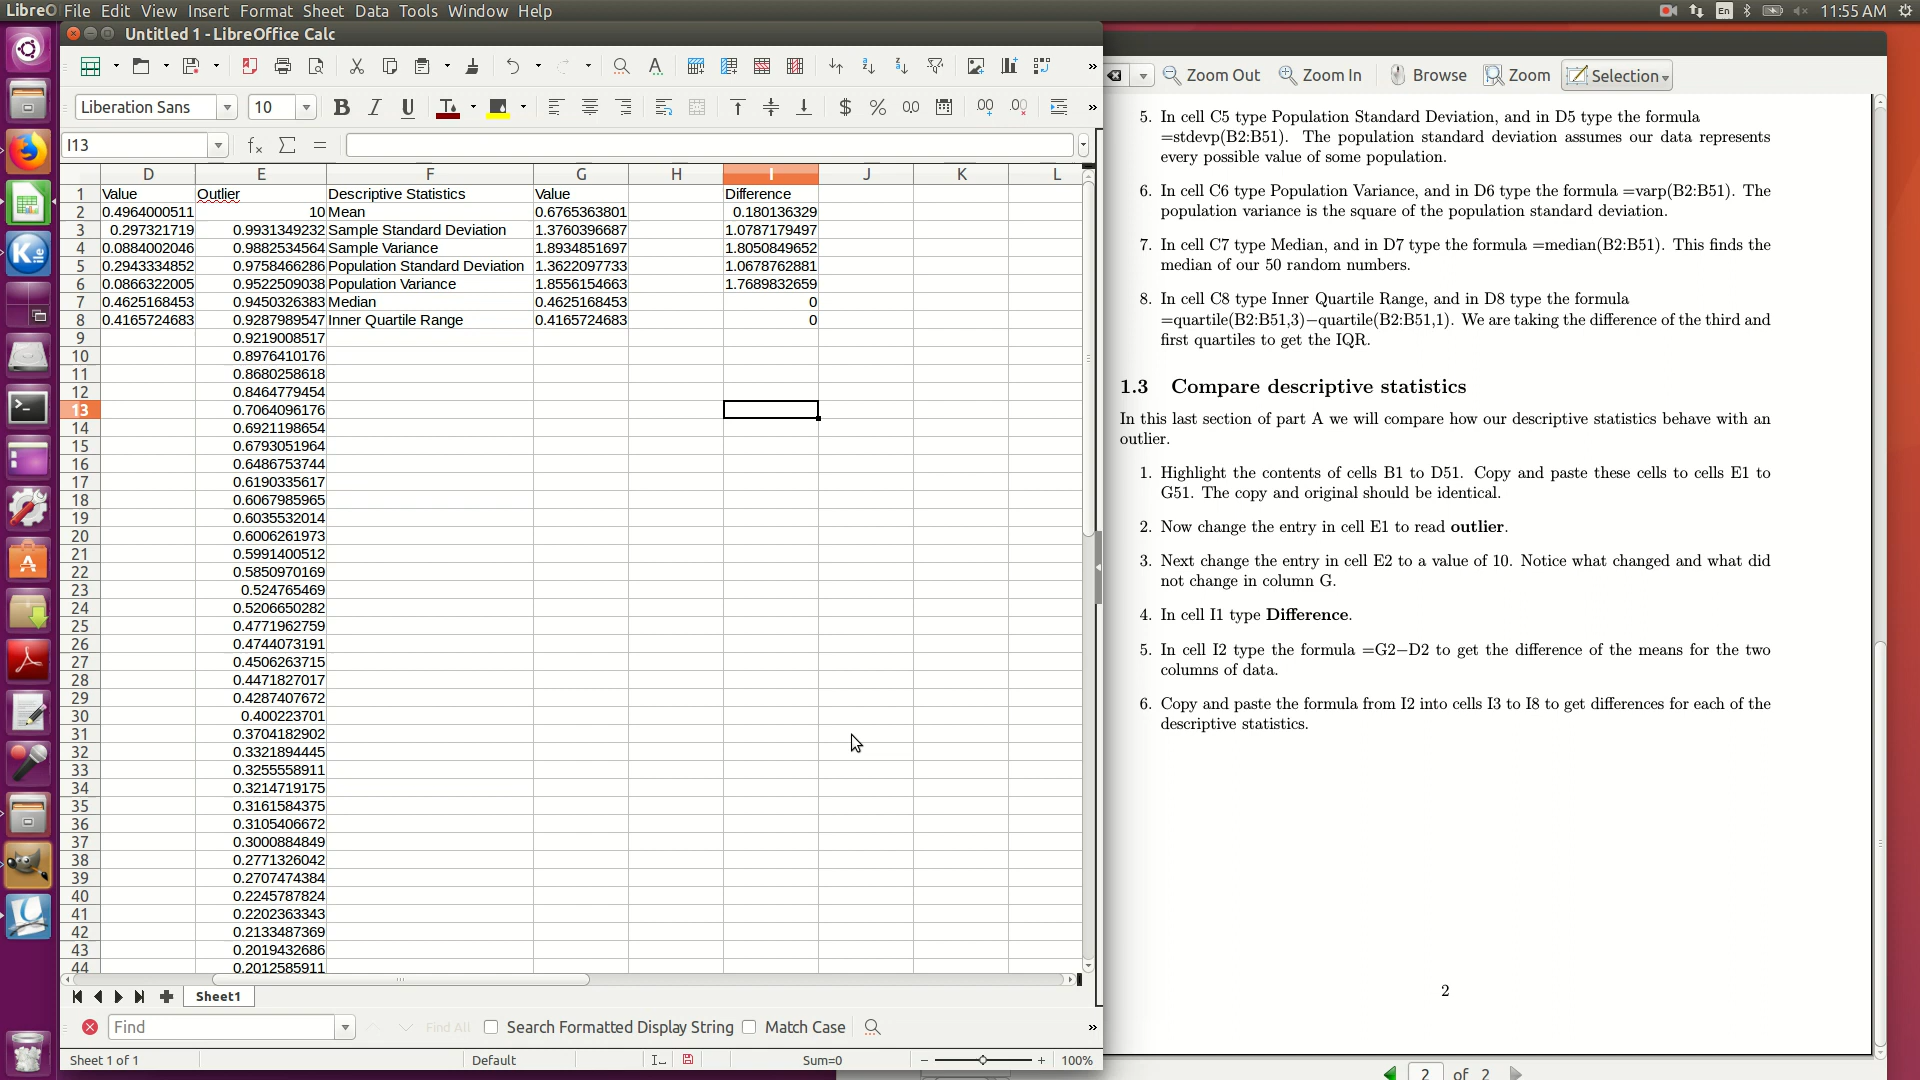 LibreO File Edit View Insert Format Sheet Data Tools Window Help
En 11:55 AM
Untitled 1 - LibreOffice Calc
Liberation Sans 10
I13
D E F G H I J K L
1 Value Outlier Descriptive Statistics Value Difference
2 0.4964000511 10 Mean 0.6765363801 0.180136329
3 0.297321719 0.9931349232 Sample Standard Deviation 1.3760396687 1.0787179497
4 0.0884002046 0.9882534564 Sample Variance 1.8934851697 1.8050849652
5 0.2943334852 0.9758466286 Population Standard Deviation 1.3622097733 1.0678762881
6 0.0866322005 0.9522509038 Population Variance 1.8556154663 1.7689832659
7 0.4625168453 0.9450326383 Median 0.4625168453 0
8 0.4165724683 0.9287989547 Inner Quartile Range 0.4165724683 0
9 0.9219008517
10 0.8976410176
11 0.8680258618
12 0.8464779454
13 0.7064096176
14 0.6921198654
15 0.6793051964
16 0.6486753744
17 0.6190335617
18 0.6067985965
19 0.6035532014
20 0.6006261973
21 0.5991400512
22 0.5850970169
23 0.524765469
24 0.5206650282
25 0.4771962759
26 0.4744073191
27 0.4506263715
28 0.4471827017
29 0.4287407672
30 0.400223701
31 0.3704182902
32 0.3321894445
33 0.3255558911
34 0.3214719175
35 0.3161584375
36 0.3105406672
37 0.3000884849
38 0.2771326042
39 0.2707474384
40 0.2245787824
41 0.2202363343
42 0.2133487369
43 0.2019432686
44 0.2012585911
Sheet1
Find Find All Search Formatted Display String Match Case
Sheet 1 of 1 Default Sum=0 100%
Zoom Out Zoom In Browse Zoom Selection
5. In cell C5 type Population Standard Deviation, and in D5 type the formula
=stdevp(B2:B51). The population standard deviation assumes our data represents
every possible value of some population.
6. In cell C6 type Population Variance, and in D6 type the formula =varp(B2:B51). The
population variance is the square of the population standard deviation.
7. In cell C7 type Median, and in D7 type the formula =median(B2:B51). This finds the
median of our 50 random numbers.
8. In cell C8 type Inner Quartile Range, and in D8 type the formula
=quartile(B2:B51,3)−quartile(B2:B51,1). We are taking the difference of the third and
first quartiles to get the IQR.
1.3 Compare descriptive statistics
In this last section of part A we will compare how our descriptive statistics behave with an
outlier.
1. Highlight the contents of cells B1 to D51. Copy and paste these cells to cells E1 to
G51. The copy and original should be identical.
2. Now change the entry in cell E1 to read outlier.
3. Next change the entry in cell E2 to a value of 10. Notice what changed and what did
not change in column G.
4. In cell I1 type Difference.
5. In cell I2 type the formula =G2−D2 to get the difference of the means for the two
columns of data.
6. Copy and paste the formula from I2 into cells I3 to I8 to get differences for each of the
descriptive statistics.
2
2 of 2